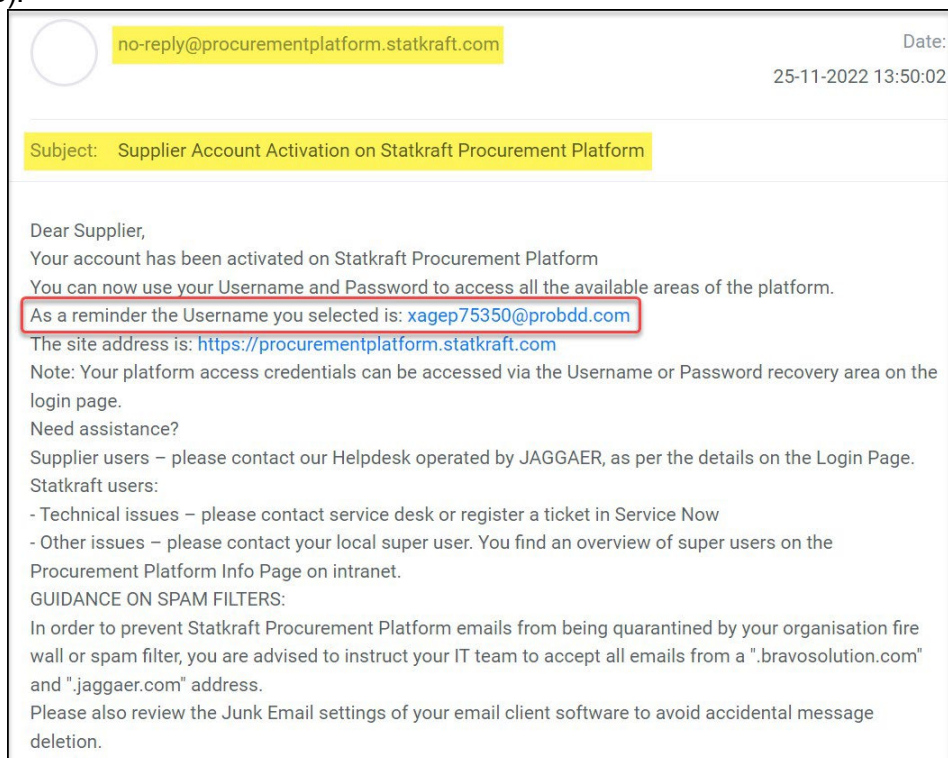 no-reply@procurementplatform.statkraft.com
Date:
25-11-2022 13:50:02
Subject: Supplier Account Activation on Statkraft Procurement Platform
Dear Supplier,
Your account has been activated on Statkraft Procurement Platform
You can now use your Username and Password to access all the available areas of the platform.
As a reminder the Username you selected is: xagep75350@probdd.com
The site address is: https://procurementplatform.statkraft.com
Note: Your platform access credentials can be accessed via the Username or Password recovery area on the
login page.
Need assistance?
Supplier users – please contact our Helpdesk operated by JAGGAER, as per the details on the Login Page.
Statkraft users:
- Technical issues – please contact service desk or register a ticket in Service Now
- Other issues – please contact your local super user. You find an overview of super users on the
Procurement Platform Info Page on intranet.
GUIDANCE ON SPAM FILTERS:
In order to prevent Statkraft Procurement Platform emails from being quarantined by your organisation fire
wall or spam filter, you are advised to instruct your IT team to accept all emails from a ".bravosolution.com"
and ".jaggaer.com" address.
Please also review the Junk Email settings of your email client software to avoid accidental message
deletion.